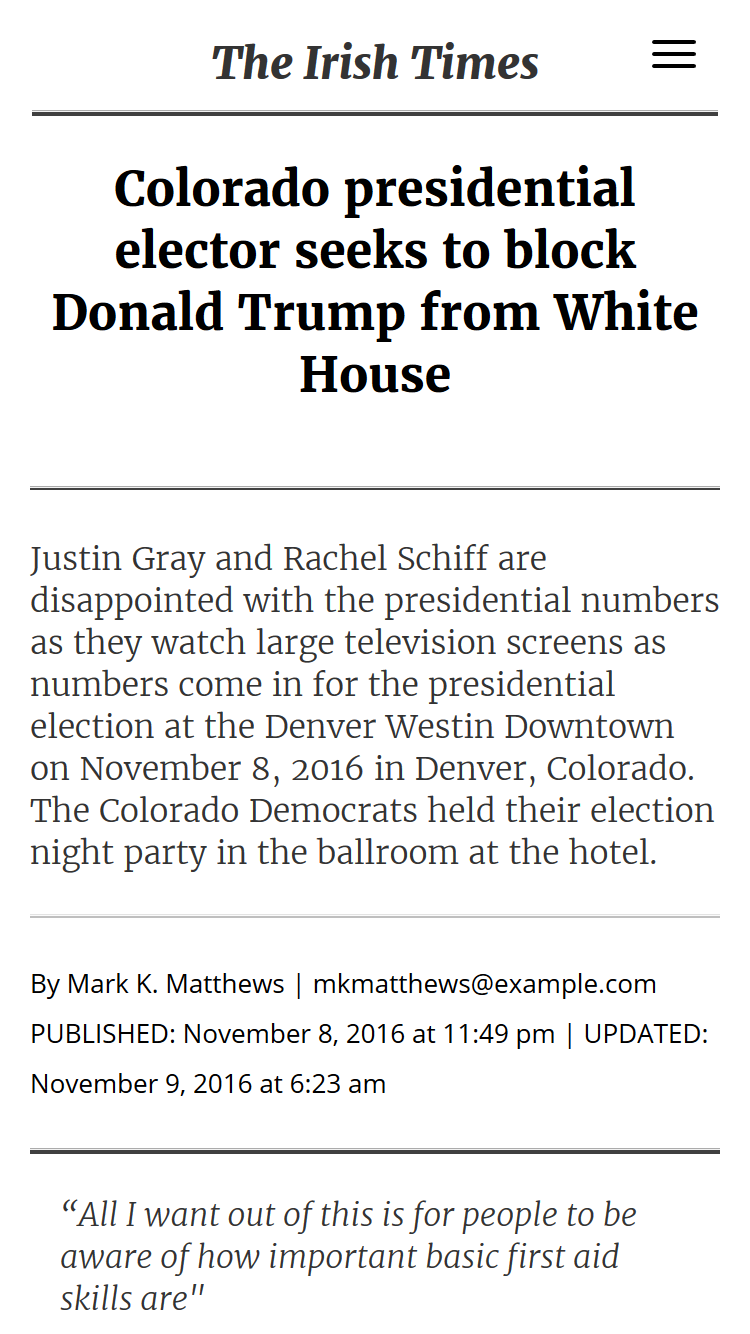 The Irish Times
Colorado presidential
elector seeks to block
Donald Trump from White
House
Justin Gray and Rachel Schiff are
disappointed with the presidential numbers
as they watch large television screens as
numbers come in for the presidential
election at the Denver Westin Downtown
on November 8, 2016 in Denver, Colorado.
The Colorado Democrats held their election
night party in the ballroom at the hotel.
By Mark K. Matthews | mkmatthews@example.com
PUBLISHED: November 8, 2016 at 11:49 pm | UPDATED:
November 9, 2016 at 6:23 am
“All I want out of this is for people to be
aware of how important basic first aid
skills are"